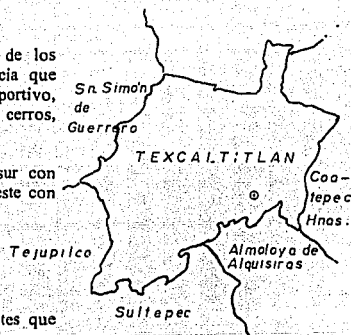 de los
cia que
portivo,
cerros,
sur con
este con
tes que
Sn. Simón
de
Guerrero
TEXCALTITLAN
Coa-
tepec
Hnas.
Almoloya de
Alquisiras
Tejupilco
Sultepec